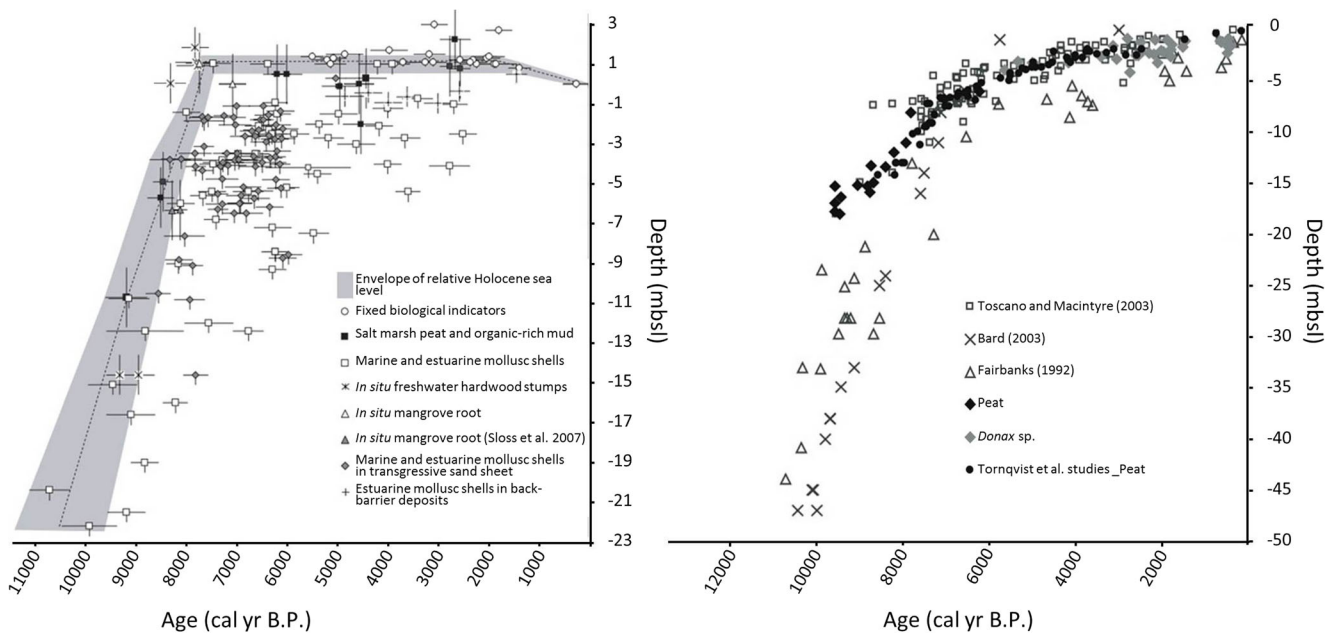 3
1
-1
-3
-5
-7
-9
-11
-13
-15
-17
-19
-21
-23
Depth (mbsl)
Envelope of relative Holocene sea
level
Fixed biological indicators
Salt marsh peat and organic-rich mud
Marine and estuarine mollusc shells
In situ freshwater hardwood stumps
In situ mangrove root
In situ mangrove root (Sloss et al. 2007)
Marine and estuarine mollusc shells
in transgressive sand sheet
Estuarine mollusc shells in back-
barrier deposits
11000
10000
9000
8000
7000
6000
5000
4000
3000
2000
1000
Age (cal yr B.P.)
0
-5
-10
-15
-20
-25
-30
-35
-40
-45
-50
Depth (mbsl)
Toscano and Macintyre (2003)
Bard (2003)
Fairbanks (1992)
Peat
Donax sp.
Tornqvist et al. studies _Peat
12000
10000
8000
6000
4000
2000
Age (cal yr B.P.)